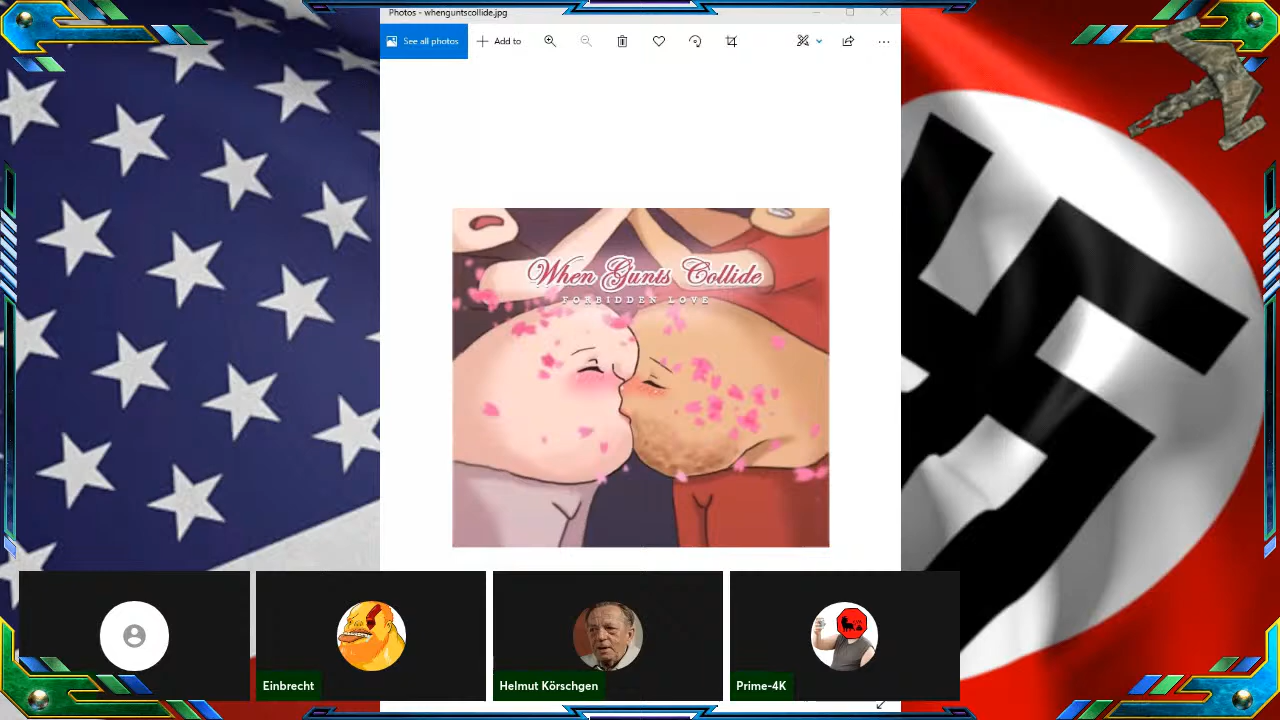 Photos - whenguntscollide.jpg
See all photos
Add to
When Gunts Collide
FORBIDDEN LOVE
Einbrecht
Helmut Körschgen
Prime-4K